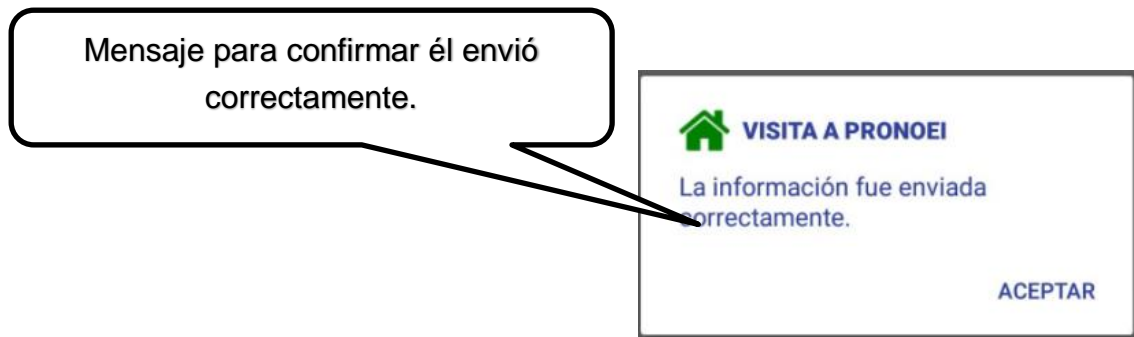 Mensaje para confirmar él envió
correctamente.
VISITA A PRONOEI
La información fue enviada
correctamente.
ACEPTAR